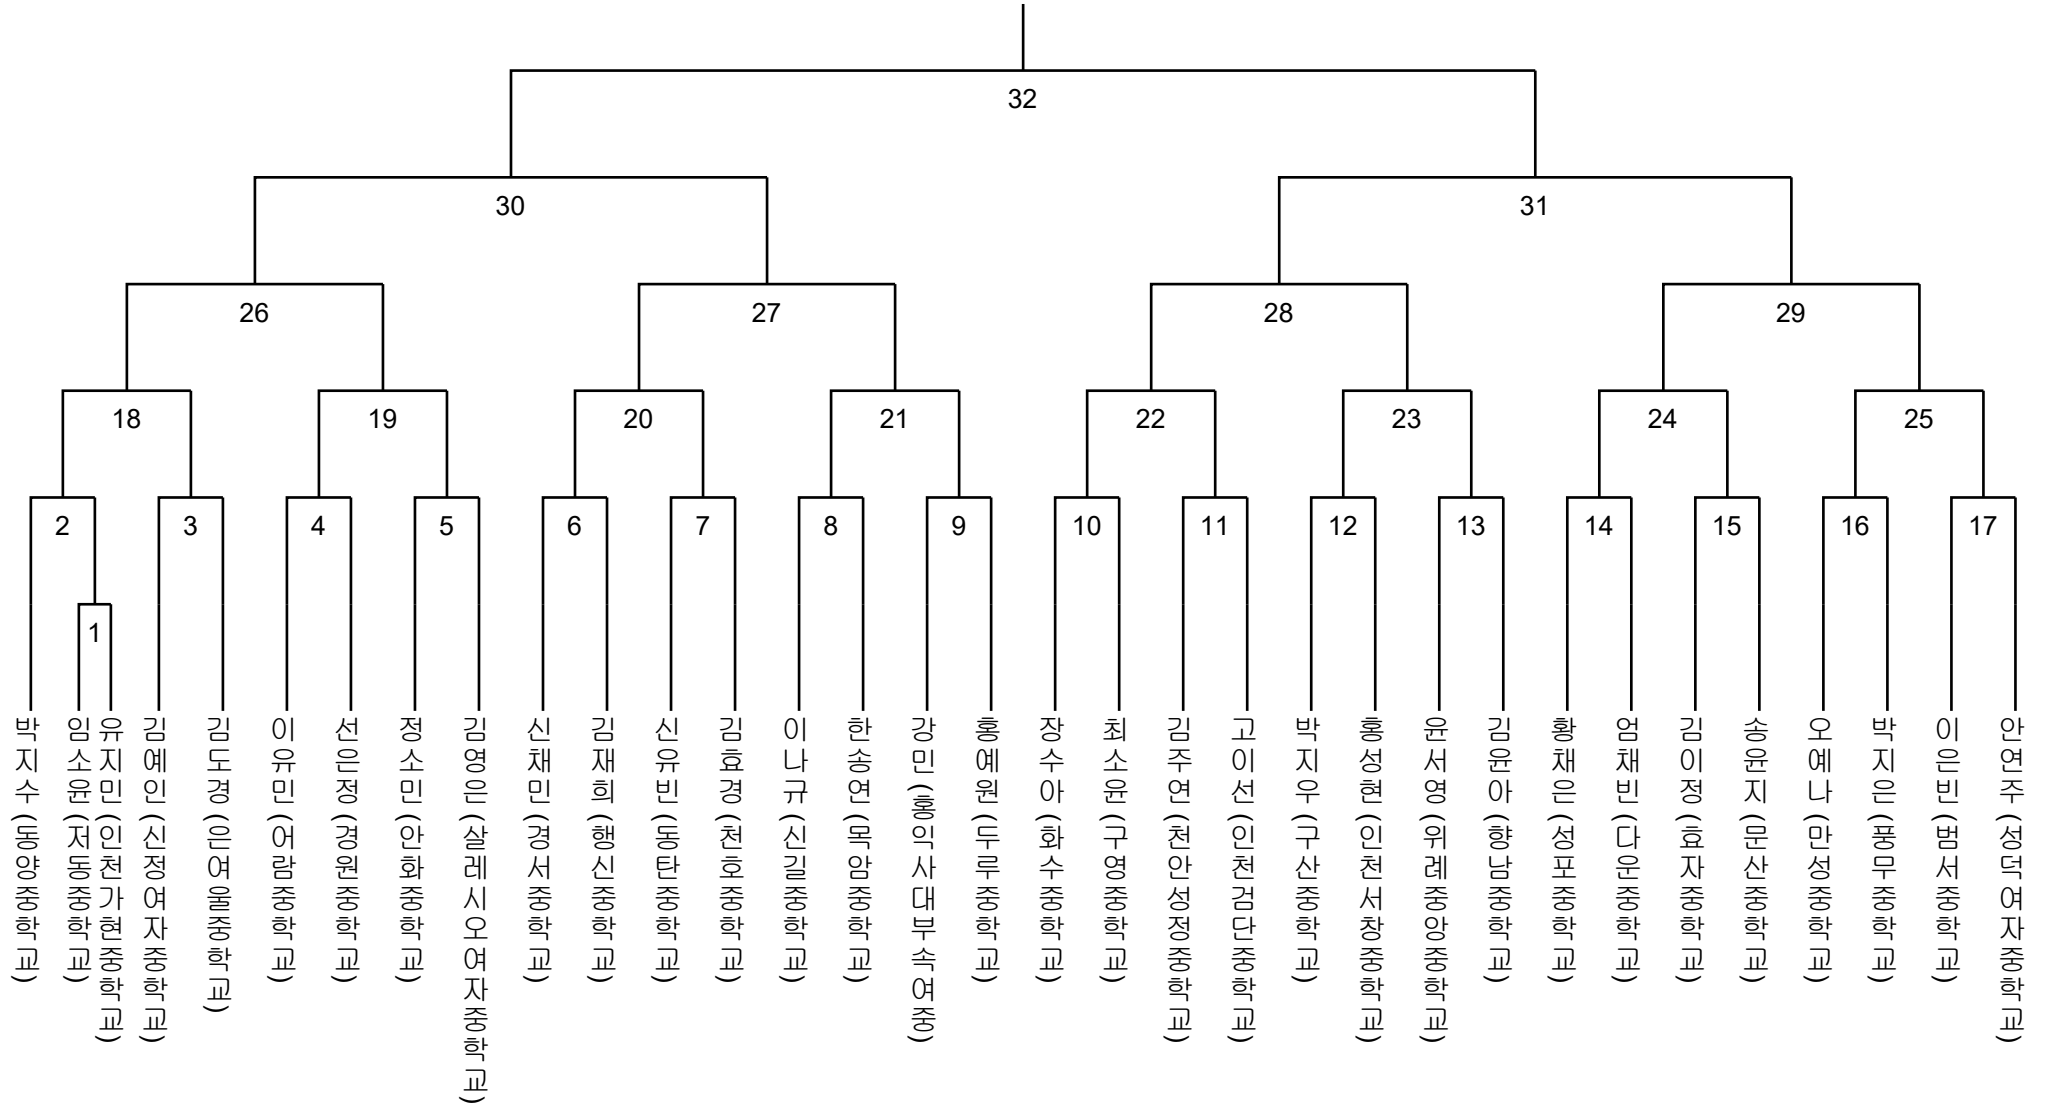 32
30
31
26
27
28
29
18
19
20
21
22
23
24
25
2
3
4
5
6
7
8
9
10
11
12
13
14
15
16
17
1
박지수(동양중학교)
임소윤(저동중학교)
유지민(인천가현중학교)
김예인(신정여자중학교)
김도경(은여울중학교)
이유민(어람중학교)
선은정(경원중학교)
정소민(안화중학교)
김영은(살레시오여자중학교)
신채민(경서중학교)
김재희(행신중학교)
신유빈(동탄중학교)
김효경(천호중학교)
이나규(신길중학교)
한송연(목암중학교)
강민(홍익사대부속여중)
홍예원(두루중학교)
장수아(화수중학교)
최소윤(구영중학교)
김주연(천안성정중학교)
고이선(인천검단중학교)
박지우(구산중학교)
홍성현(인천서창중학교)
윤서영(위례중앙중학교)
김윤아(향남중학교)
황채은(성포중학교)
엄채빈(다운중학교)
김이정(효자중학교)
송윤지(문산중학교)
오예나(만성중학교)
박지은(풍무중학교)
이은빈(범서중학교)
안연주(성덕여자중학교)